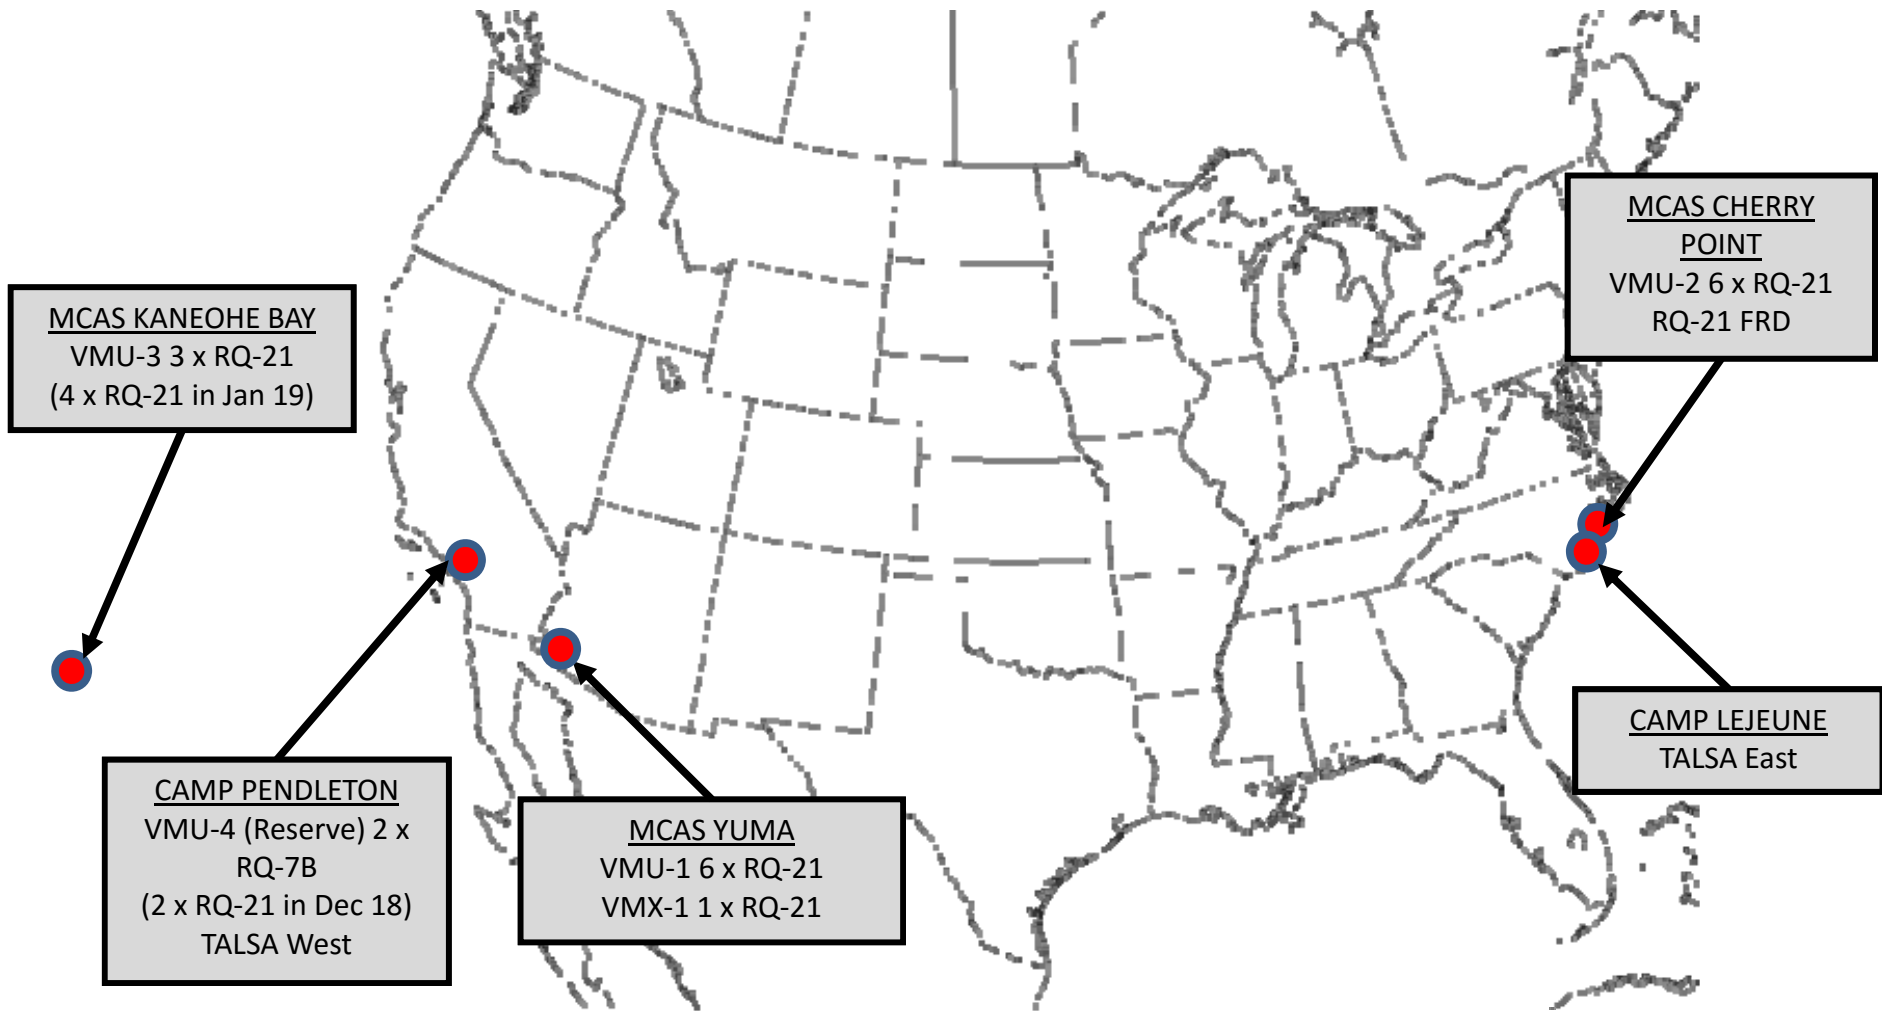 MCAS KANEOHE BAY
VMU-3 3 x RQ-21
(4 x RQ-21 in Jan 19)
CAMP PENDLETON
VMU-4 (Reserve) 2 x
RQ-7B
(2 x RQ-21 in Dec 18)
TALSA West
MCAS YUMA
VMU-1 6 x RQ-21
VMX-1 1 x RQ-21
MCAS CHERRY
POINT
VMU-2 6 x RQ-21
RQ-21 FRD
CAMP LEJEUNE
TALSA East